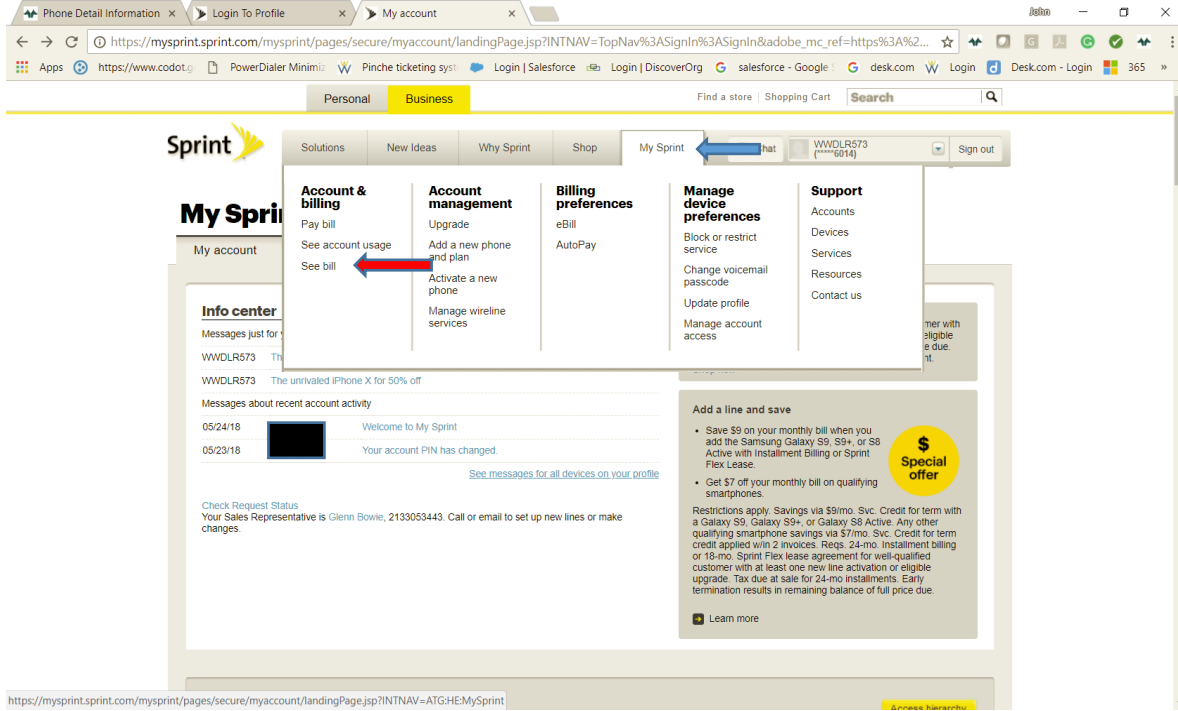 Phone Detail Information
Login To Profile
My account
John
https://mysprint.sprint.com/mysprint/pages/secure/myaccount/landingPage.jsp?INTNAV=TopNav%3ASignIn%3ASignIn&adobe_mc_ref=https%3A%2...
Apps https://www.codot.g PowerDialer Minimiz Pinche ticketing syst Login | Salesforce Login | DiscoverOrg salesforce - Google desk.com Login Desk.com - Login 365 »
Personal Business Find a store | Shopping Cart Search
Sprint
Solutions New Ideas Why Sprint Shop My Sprint hat WWDLR573 Sign out
(*****6014)
My Spri
My account
Account &
billing
Pay bill
See account usage
See bill
Account
management
Upgrade
Add a new phone
and plan
Activate a new
phone
Manage wireline
services
Billing
preferences
eBill
AutoPay
Manage
device
preferences
Block or restrict
service
Change voicemail
passcode
Update profile
Manage account
access
Support
Accounts
Devices
Services
Resources
Contact us
Info center
Messages just for
WWDLR573 Th
WWDLR573 The unrivaled iPhone X for 50% off
Messages about recent account activity
05/24/18 Welcome to My Sprint
05/23/18 Your account PIN has changed.
See messages for all devices on your profile
Check Request Status
Your Sales Representative is Glenn Bowie, 2133053443. Call or email to set up new lines or make
changes.
mer with
eligible
e due.
nt.
Add a line and save
• Save $9 on your monthly bill when you
add the Samsung Galaxy S9, S9+, or S8
Active with Installment Billing or Sprint
Flex Lease.
• Get $7 off your monthly bill on qualifying
smartphones.
$
Special
offer
Restrictions apply. Savings via $9/mo. Svc. Credit for term with
a Galaxy S9, Galaxy S9+, or Galaxy S8 Active. Any other
qualifying smartphone savings via $7/mo. Svc. Credit for term
credit applied w/in 2 invoices. Reqs. 24-mo. Installment billing
or 18-mo. Sprint Flex lease agreement for well-qualified
customer with at least one new line activation or eligible
upgrade. Tax due at sale for 24-mo installments. Early
termination results in remaining balance of full price due.
Learn more
Access hierarchy
https://mysprint.sprint.com/mysprint/pages/secure/myaccount/landingPage.jsp?INTNAV=ATG:HE:MySprint